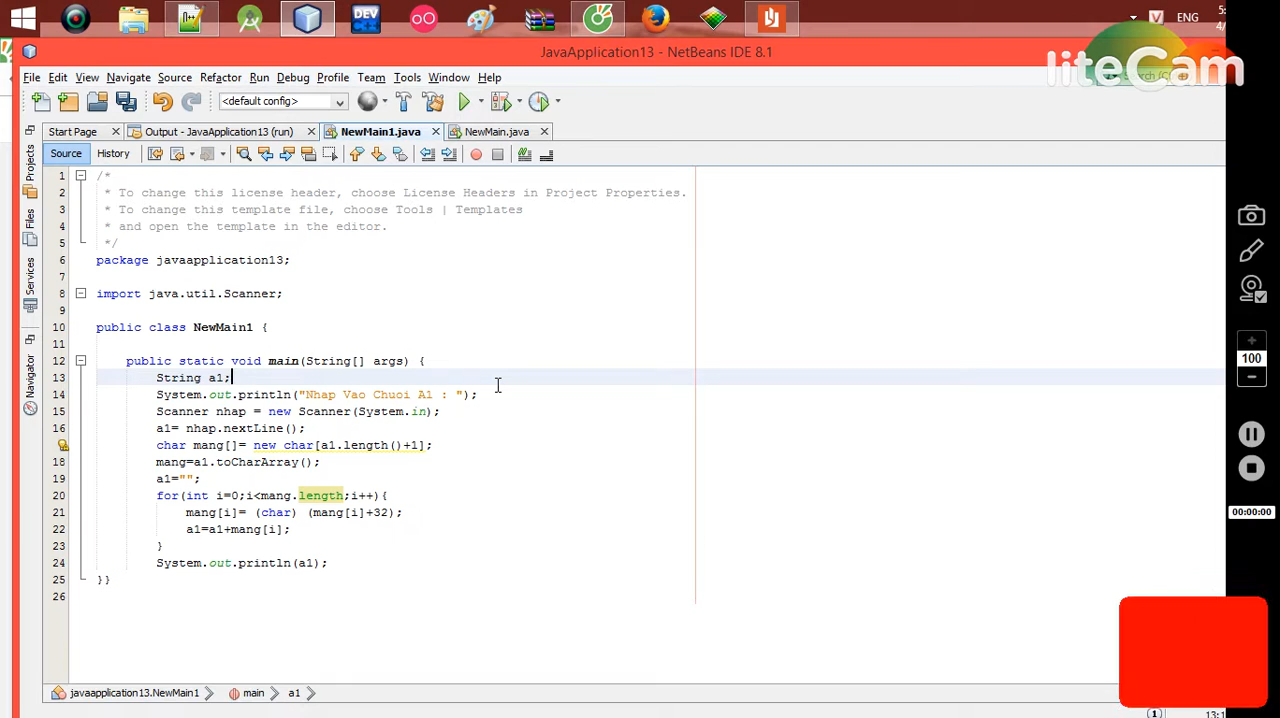 5:
ENG
4/
JavaApplication13 - NetBeans IDE 8.1
liteCam
File Edit View Navigate Source Refactor Run Debug Profile Team Tools Window Help
<default config>
Start Page Output - JavaApplication13 (run) NewMain1.java NewMain.java
Source History
Projects
Files
Services
Navigator
1 /*
2 * To change this license header, choose License Headers in Project Properties.
3 * To change this template file, choose Tools | Templates
4 * and open the template in the editor.
5 */
6 package javaapplication13;
7
8 import java.util.Scanner;
9
10 public class NewMain1 {
11
12 public static void main(String[] args) {
13 String a1;
14 System.out.println("Nhap Vao Chuoi A1 : ");
15 Scanner nhap = new Scanner(System.in);
16 a1= nhap.nextLine();
char mang[]= new char[a1.length()+1];
18 mang=a1.toCharArray();
19 a1="";
20 for(int i=0;i<mang.length;i++){
21 mang[i]= (char) (mang[i]+32);
22 a1=a1+mang[i];
23 }
24 System.out.println(a1);
25 }}
26
100
00:00:00
javaapplication13.NewMain1 main a1
1
13:1